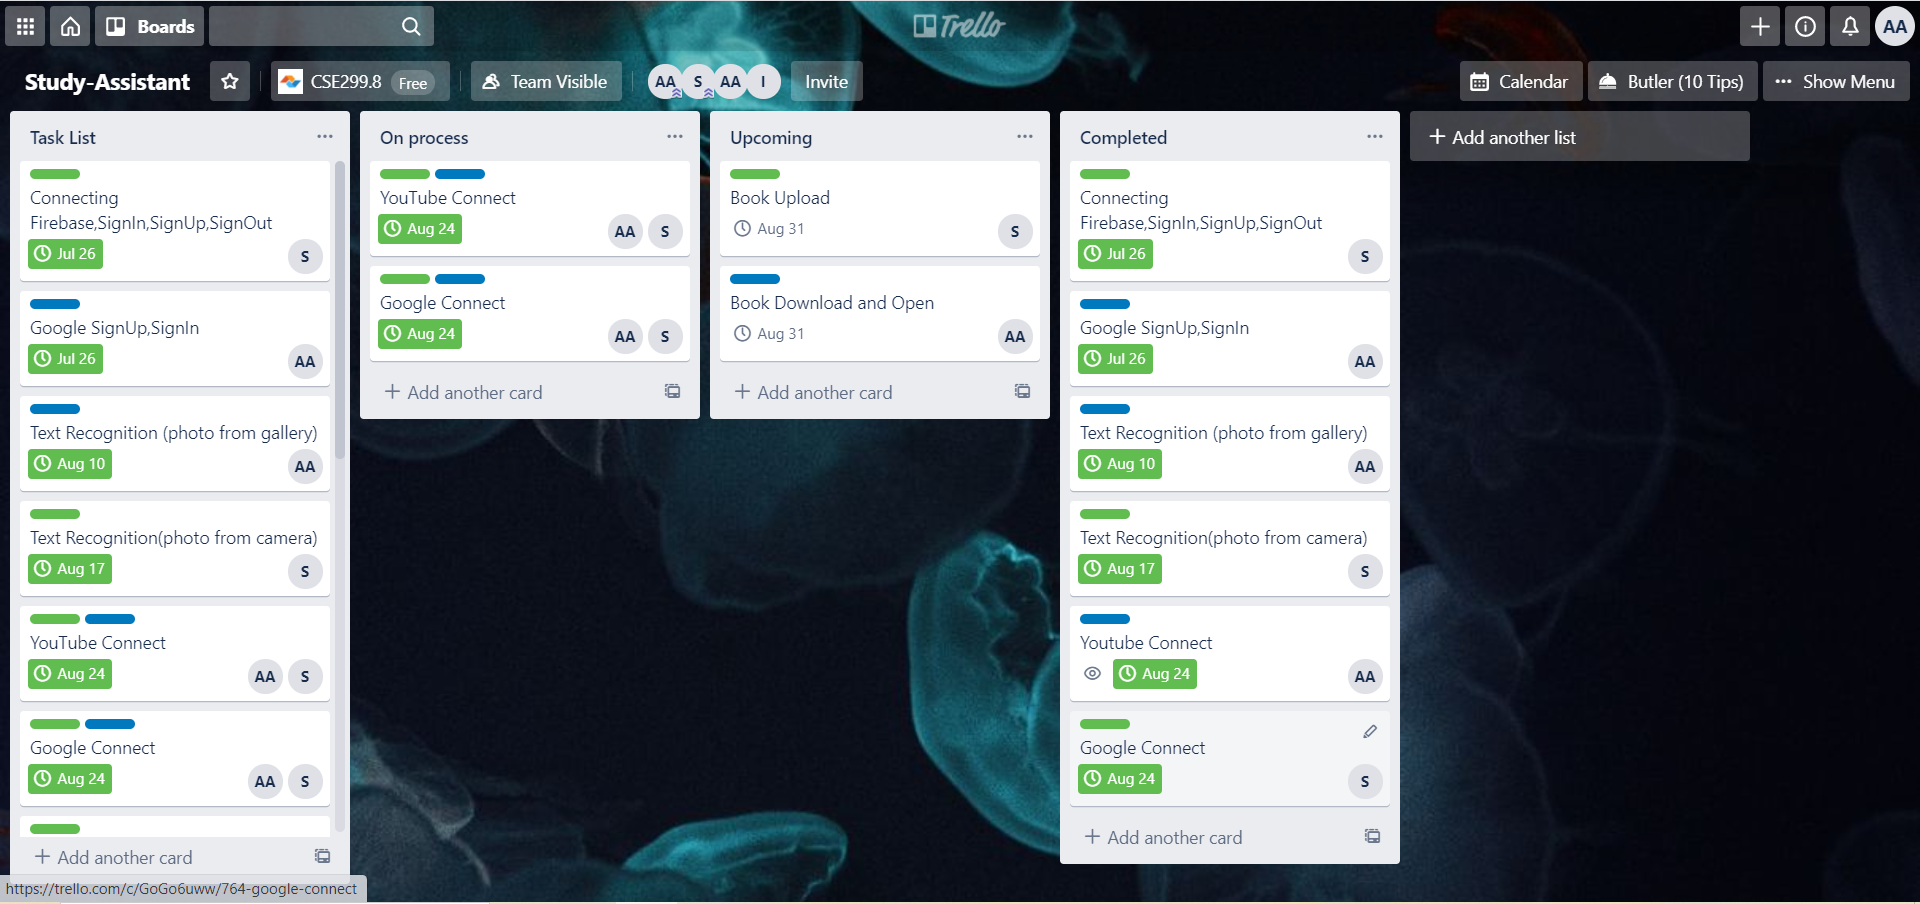 Boards
Trello
AA
Study-Assistant
CSE299.8 Free
Team Visible
AA S AA I
Invite
Calendar
Butler (10 Tips)
Show Menu
Task List
Connecting
Firebase,SignIn,SignUp,SignOut
Jul 26
S
Google SignUp,SignIn
Jul 26
AA
Text Recognition (photo from gallery)
Aug 10
AA
Text Recognition(photo from camera)
Aug 17
S
YouTube Connect
Aug 24
AA S
Google Connect
Aug 24
AA S
Add another card
On process
YouTube Connect
Aug 24
AA S
Google Connect
Aug 24
AA S
Add another card
Upcoming
Book Upload
Aug 31
S
Book Download and Open
Aug 31
AA
Add another card
Completed
Connecting
Firebase,SignIn,SignUp,SignOut
Jul 26
S
Google SignUp,SignIn
Jul 26
AA
Text Recognition (photo from gallery)
Aug 10
AA
Text Recognition(photo from camera)
Aug 17
S
Youtube Connect
Aug 24
AA
Google Connect
Aug 24
S
Add another card
Add another list
https://trello.com/c/GoGo6uww/764-google-connect